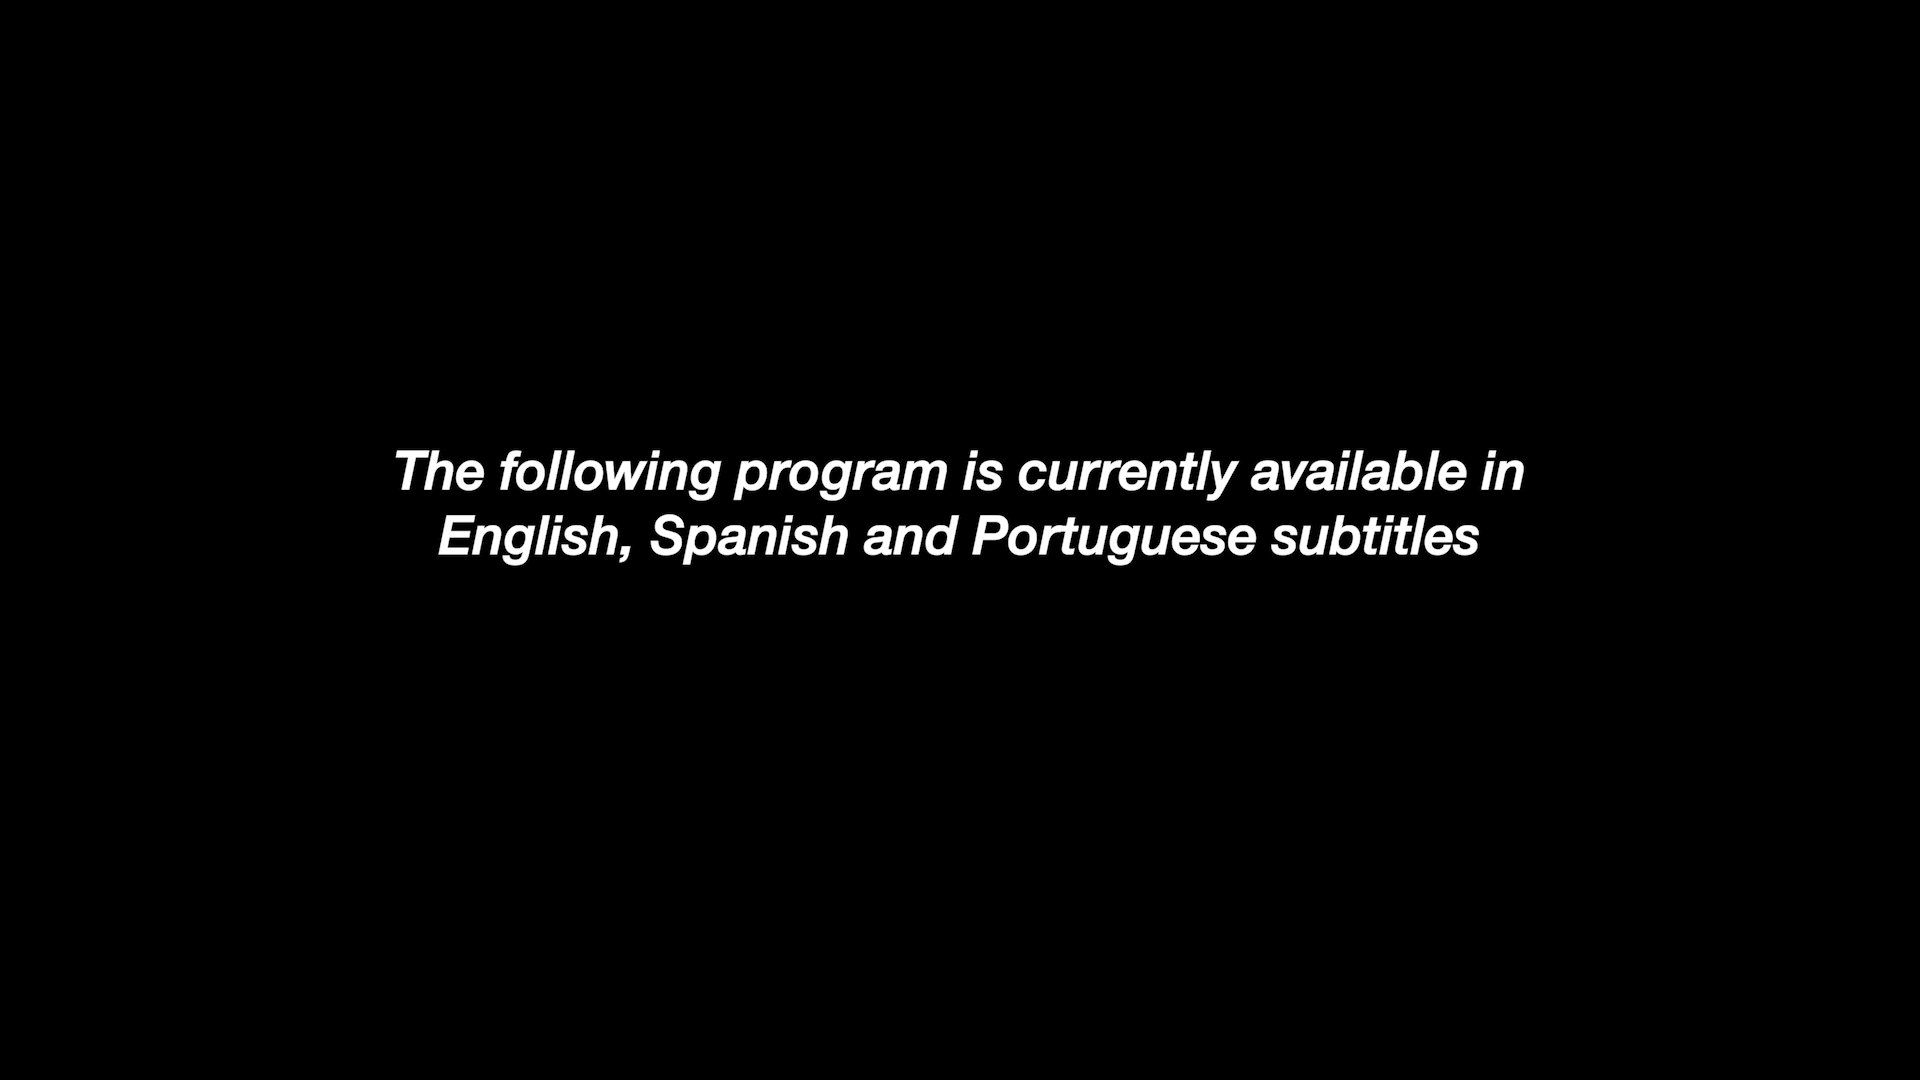 The following program is currently available in
English, Spanish and Portuguese subtitles